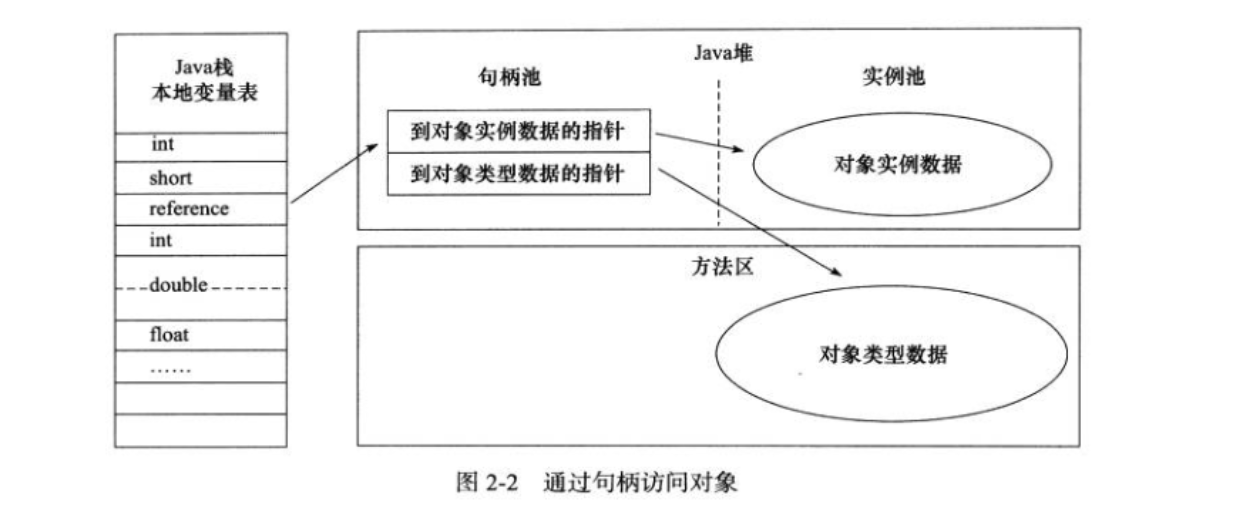 Java栈
本地变量表
int
short
reference
int
double
float
……
Java堆
句柄池
实例池
到对象实例数据的指针
到对象类型数据的指针
对象实例数据
方法区
对象类型数据
图 2-2 通过句柄访问对象